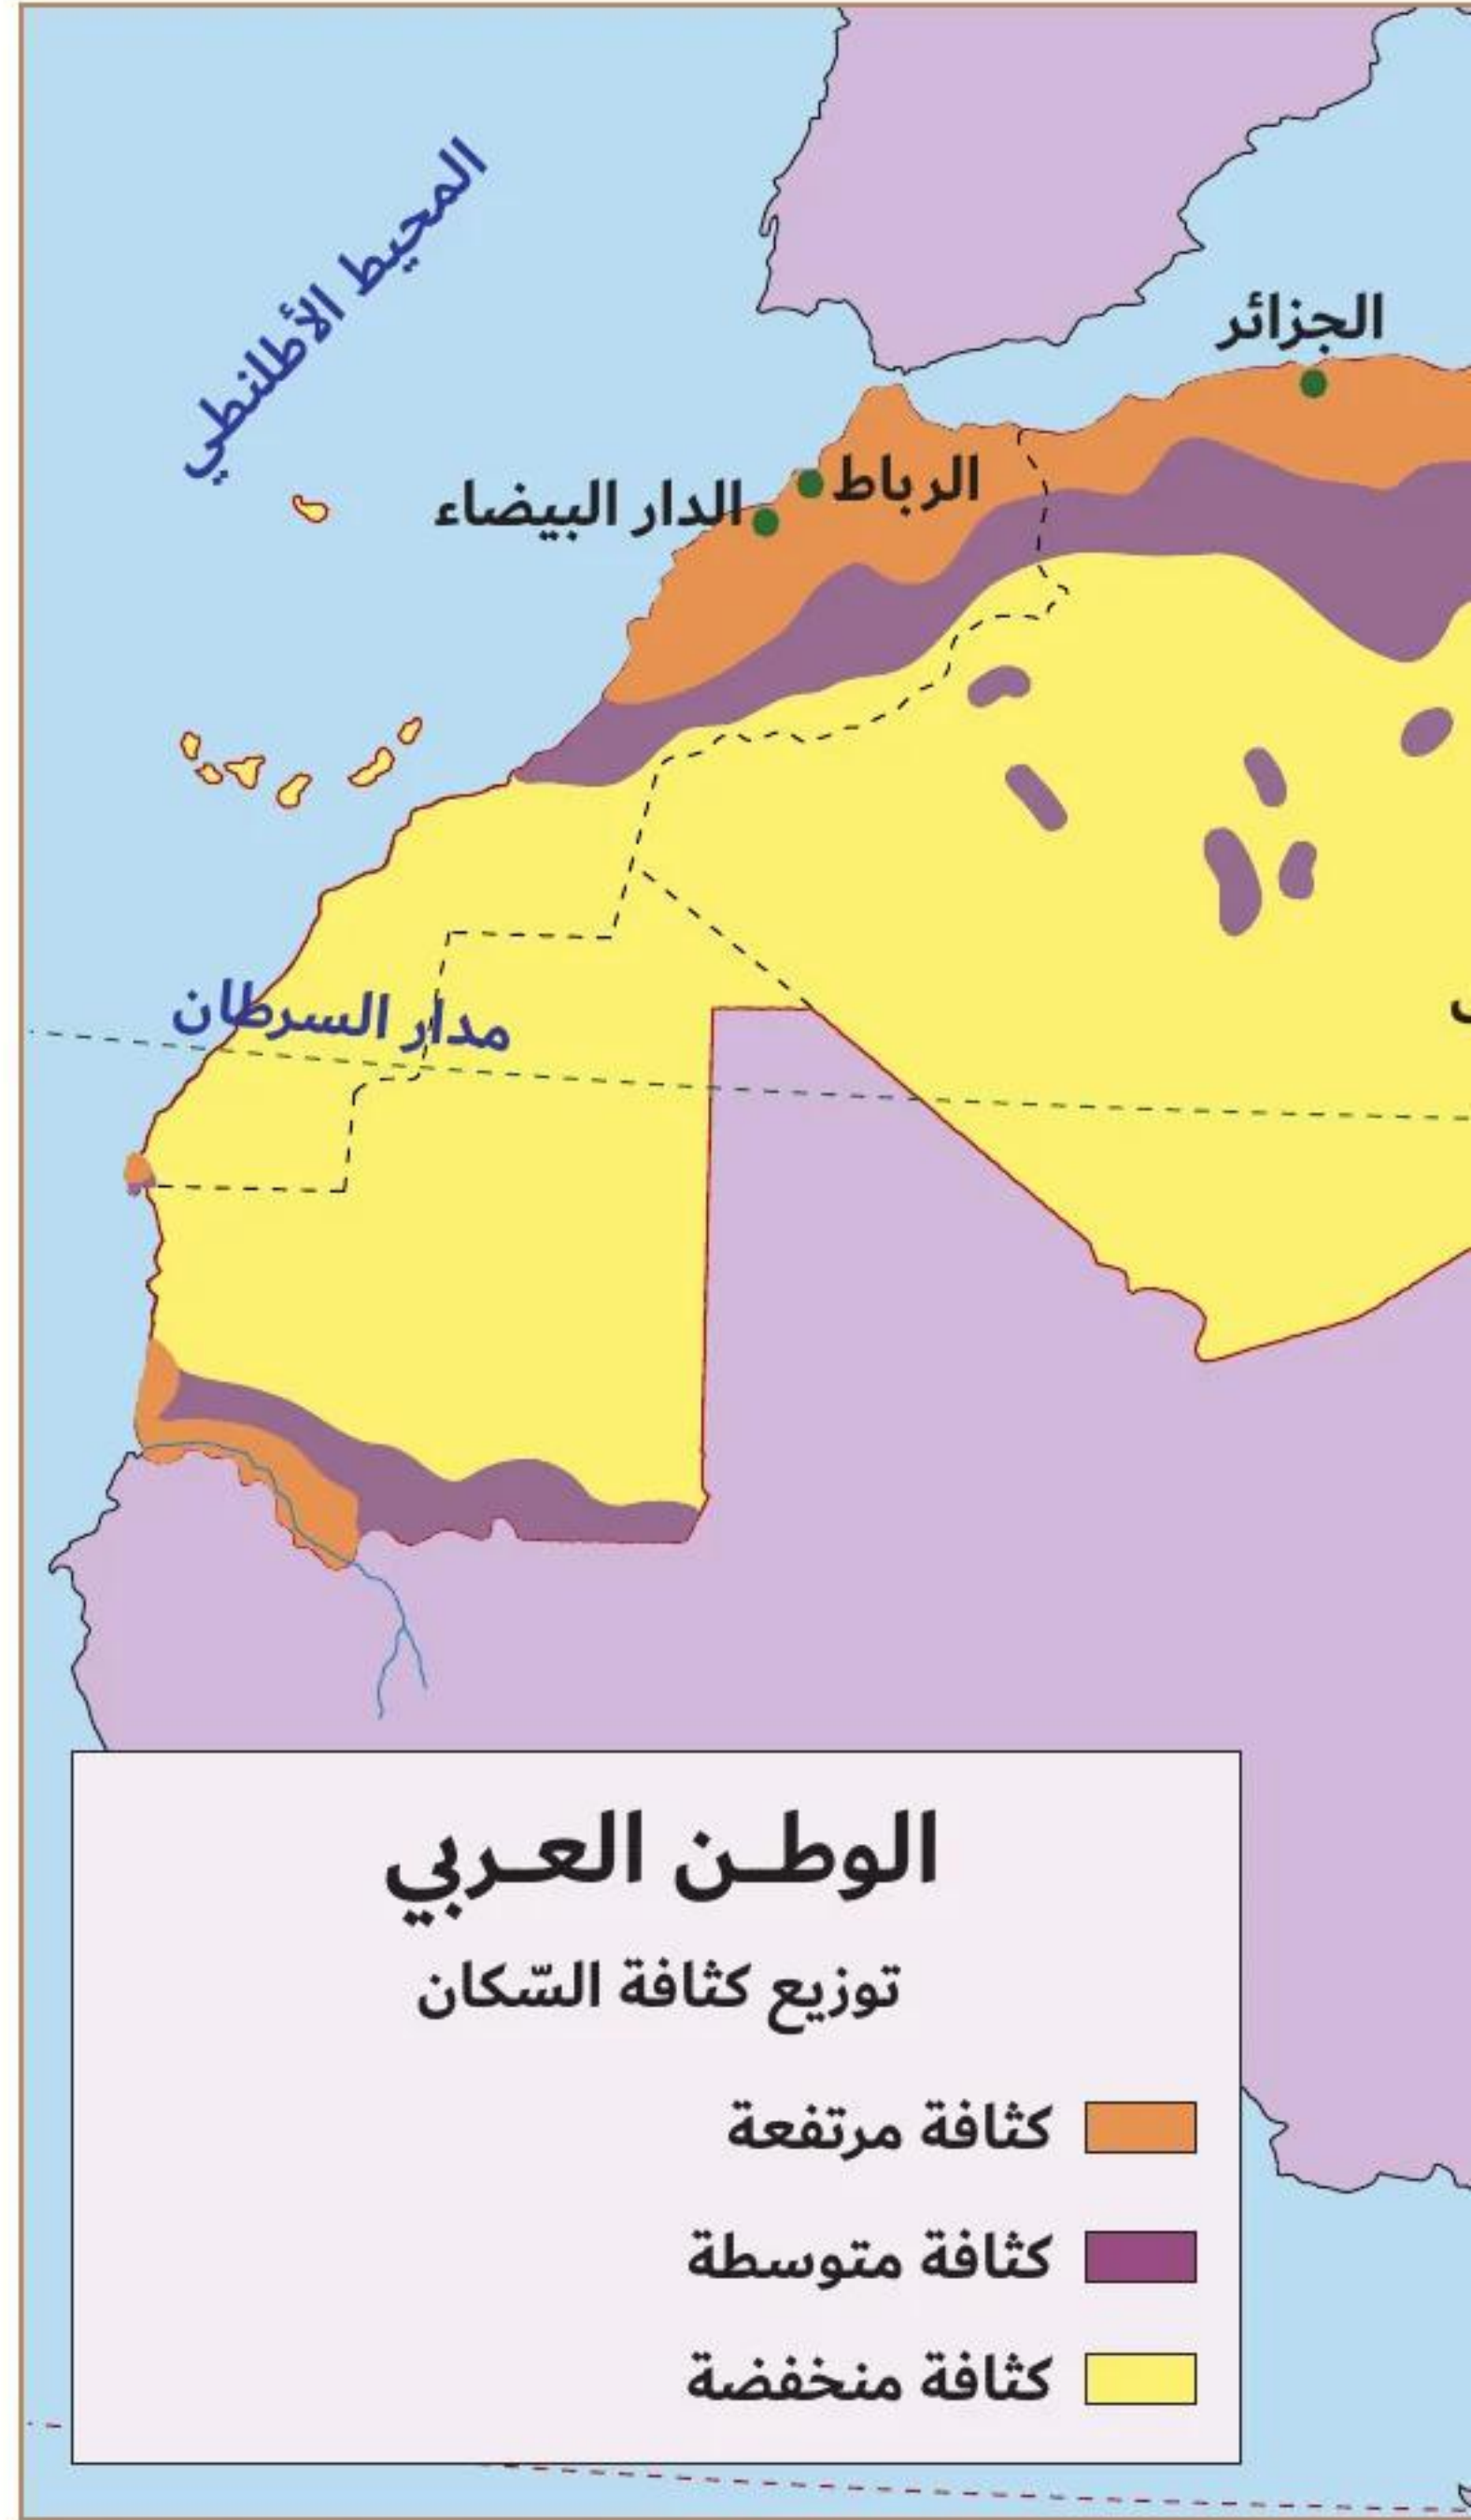 المحيط الأطلنطي
الجزائر
الرباط
الدار البيضاء
مدار السرطان
الوطن العربي
توزيع كثافة السّكان
كثافة مرتفعة
كثافة متوسطة
كثافة منخفضة